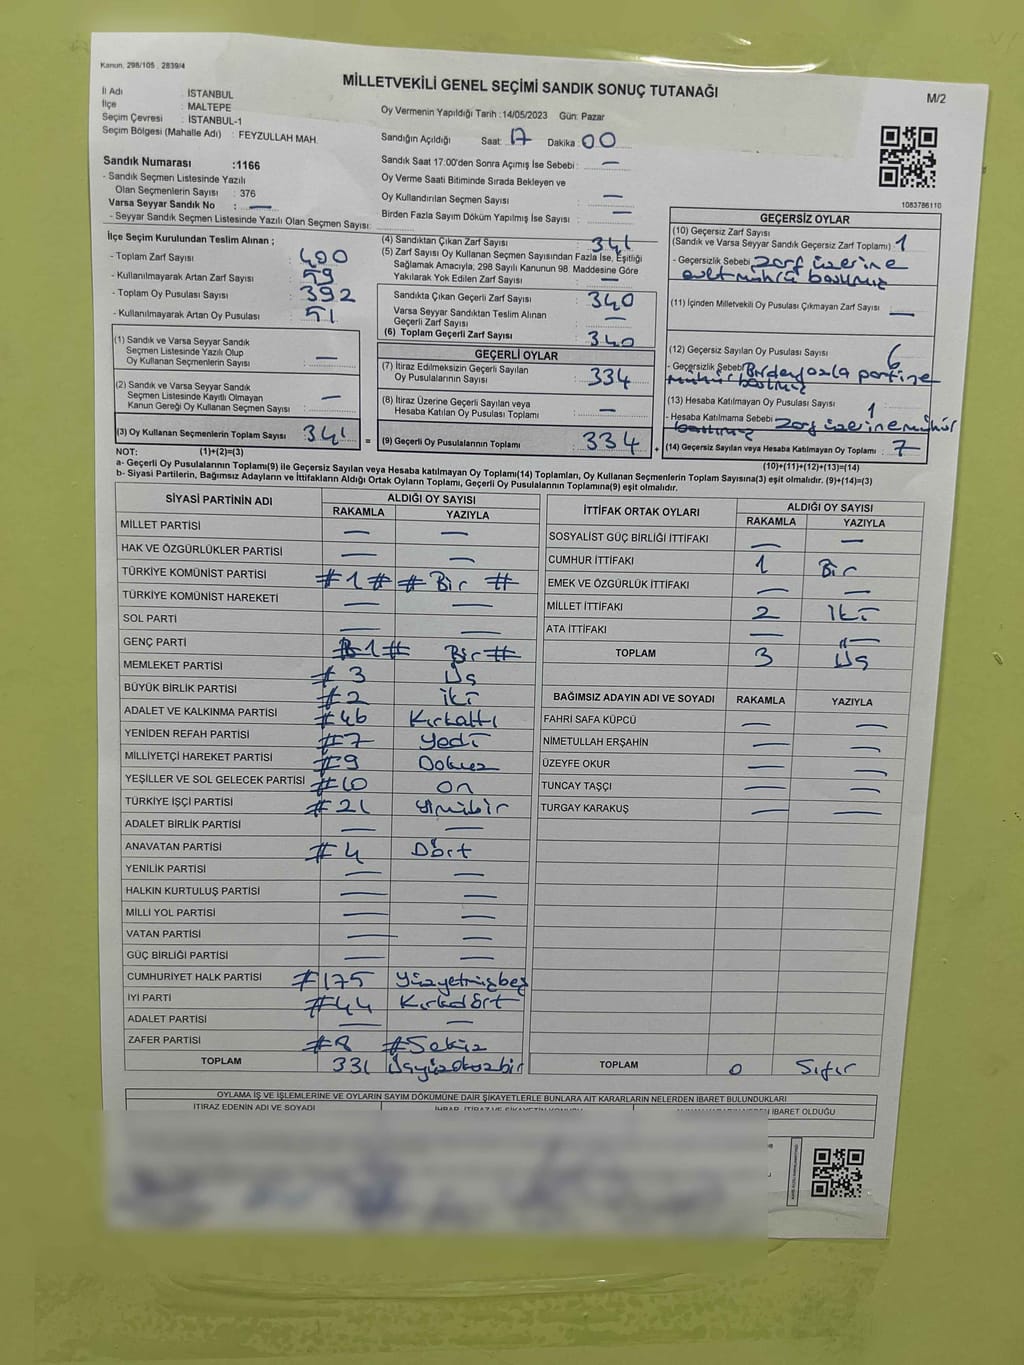 Kanun. 298/105 , 2839/4
MİLLETVEKİLİ GENEL SEÇİMİ SANDIK SONUÇ TUTANAĞI
M/2
İl Adı : İSTANBUL
İlçe : MALTEPE
Seçim Çevresi : İSTANBUL-1
Seçim Bölgesi (Mahalle Adı) : FEYZULLAH MAH.
Oy Vermenin Yapıldığı Tarih :14/05/2023 Gün: Pazar
Sandığın Açıldığı Saat: 17 Dakika: 00
Sandık Saat 17:00'den Sonra Açımış İse Sebebi : —
Oy Verme Saati Bitiminde Sırada Bekleyen ve
Oy Kullandırılan Seçmen Sayısı : —
Birden Fazla Sayım Döküm Yapılmış İse Sayısı : —
Sandık Numarası :1166
- Sandık Seçmen Listesinde Yazılı
Olan Seçmenlerin Sayısı : 376
Varsa Seyyar Sandık No : —
- Seyyar Sandık Seçmen Listesinde Yazılı Olan Seçmen Sayısı:
1083786110
İlçe Seçim Kurulundan Teslim Alınan ;
- Toplam Zarf Sayısı : 400
- Kullanılmayarak Artan Zarf Sayısı : 59
- Toplam Oy Pusulası Sayısı : 392
- Kullanılmayarak Artan Oy Pusulası : 51
(1) Sandık ve Varsa Seyyar Sandık
Seçmen Listesinde Yazılı Olup
Oy Kullanan Seçmenlerin Sayısı : —
(2) Sandık ve Varsa Seyyar Sandık
Seçmen Listesinde Kayıtlı Olmayan
Kanun Gereği Oy Kullanan Seçmen Sayısı : —
(3) Oy Kullanan Seçmenlerin Toplam Sayısı : 341
(1)+(2)=(3)
(4) Sandıktan Çıkan Zarf Sayısı : 341
(5) Zarf Sayısı Oy Kullanan Seçmen Sayısından Fazla İse, Eşitliği
Sağlamak Amacıyla; 298 Sayılı Kanunun 98. Maddesine Göre
Yakılarak Yok Edilen Zarf Sayısı : —
Sandıkta Çıkan Geçerli Zarf Sayısı : 340
Varsa Seyyar Sandıktan Teslim Alınan
Geçerli Zarf Sayısı : —
(6) Toplam Geçerli Zarf Sayısı : 340
GEÇERLİ OYLAR
(7) İtiraz Edilmeksizin Geçerli Sayılan
Oy Pusulalarının Sayısı : 334
(8) İtiraz Üzerine Geçerli Sayılan veya
Hesaba Katılan Oy Pusulası Toplamı : —
= (9) Geçerli Oy Pusulalarının Toplamı : 334
GEÇERSİZ OYLAR
(10) Geçersiz Zarf Sayısı
(Sandık ve Varsa Seyyar Sandık Geçersiz Zarf Toplamı) : 1
- Geçersizlik Sebebi : Zarf üzerine
evet mührü basılmış
(11) İçinden Milletvekili Oy Pusulası Çıkmayan Zarf Sayısı : —
(12) Geçersiz Sayılan Oy Pusulası Sayısı : 6
- Geçersizlik Sebebi: Birden fazla partiye
mühür basılmış
(13) Hesaba Katılmayan Oy Pusulası Sayısı : 1
- Hesaba Katılmama Sebebi : Zarf üzerine mühür
basılmış
+ (14) Geçersiz Sayılan veya Hesaba Katılmayan Oy Toplamı : 7
(10)+(11)+(12)+(13)=(14)
NOT:
a- Geçerli Oy Pusulalarının Toplamı(9) ile Geçersiz Sayılan veya Hesaba katılmayan Oy Toplamı(14) Toplamları, Oy Kullanan Seçmenlerin Toplam Sayısına(3) eşit olmalıdır. (9)+(14)=(3)
b- Siyasi Partilerin, Bağımsız Adayların ve İttifakların Aldığı Ortak Oyların Toplamı, Geçerli Oy Pusulalarının Toplamına(9) eşit olmalıdır.
SİYASİ PARTİNİN ADI ALDIĞI OY SAYISI
RAKAMLA YAZIYLA
MİLLET PARTİSİ — —
HAK VE ÖZGÜRLÜKLER PARTİSİ — —
TÜRKİYE KOMÜNİST PARTİSİ #1# # Bir #
TÜRKİYE KOMÜNİST HAREKETİ — —
SOL PARTİ — —
GENÇ PARTİ 1# Bir#
MEMLEKET PARTİSİ # 3 Üç
BÜYÜK BİRLİK PARTİSİ #2 İki
ADALET VE KALKINMA PARTİSİ #46 Kırkaltı
YENİDEN REFAH PARTİSİ #7 Yedi
MİLLİYETÇİ HAREKET PARTİSİ #9 Dokuz
YEŞİLLER VE SOL GELECEK PARTİSİ #10 On
TÜRKİYE İŞÇİ PARTİSİ #21 Yirmibir
ADALET BİRLİK PARTİSİ — —
ANAVATAN PARTİSİ #4 Dört
YENİLİK PARTİSİ — —
HALKIN KURTULUŞ PARTİSİ — —
MİLLİ YOL PARTİSİ — —
VATAN PARTİSİ — —
GÜÇ BİRLİĞİ PARTİSİ — —
CUMHURİYET HALK PARTİSİ #175 Yüzyetmişbeş
İYİ PARTİ #44 Kırkdört
ADALET PARTİSİ — —
ZAFER PARTİSİ #8 #Sekiz
TOPLAM 331
İTTİFAK ORTAK OYLARI ALDIĞI OY SAYISI
RAKAMLA YAZIYLA
SOSYALİST GÜÇ BİRLİĞİ İTTİFAKI — —
CUMHUR İTTİFAKI 1 Bir
EMEK VE ÖZGÜRLÜK İTTİFAKI — —
MİLLET İTTİFAKI 2 İki
ATA İTTİFAKI — —
TOPLAM 3 Üç
BAĞIMSIZ ADAYIN ADI VE SOYADI RAKAMLA YAZIYLA
FAHRİ SAFA KÜPCÜ — —
NİMETULLAH ERŞAHİN — —
ÜZEYFE OKUR — —
TUNCAY TAŞÇI — —
TURGAY KARAKUŞ — —
TOPLAM 0 Sıfır
OYLAMA İŞ VE İŞLEMLERİNE VE OYLARIN SAYIM DÖKÜMÜNE DAİR ŞİKAYETLERLE BUNLARA AİT KARARLARIN NELERDEN İBARET BULUNDUKLARI
İTİRAZ EDENİN ADI VE SOYADI
İBARET OLDUĞU